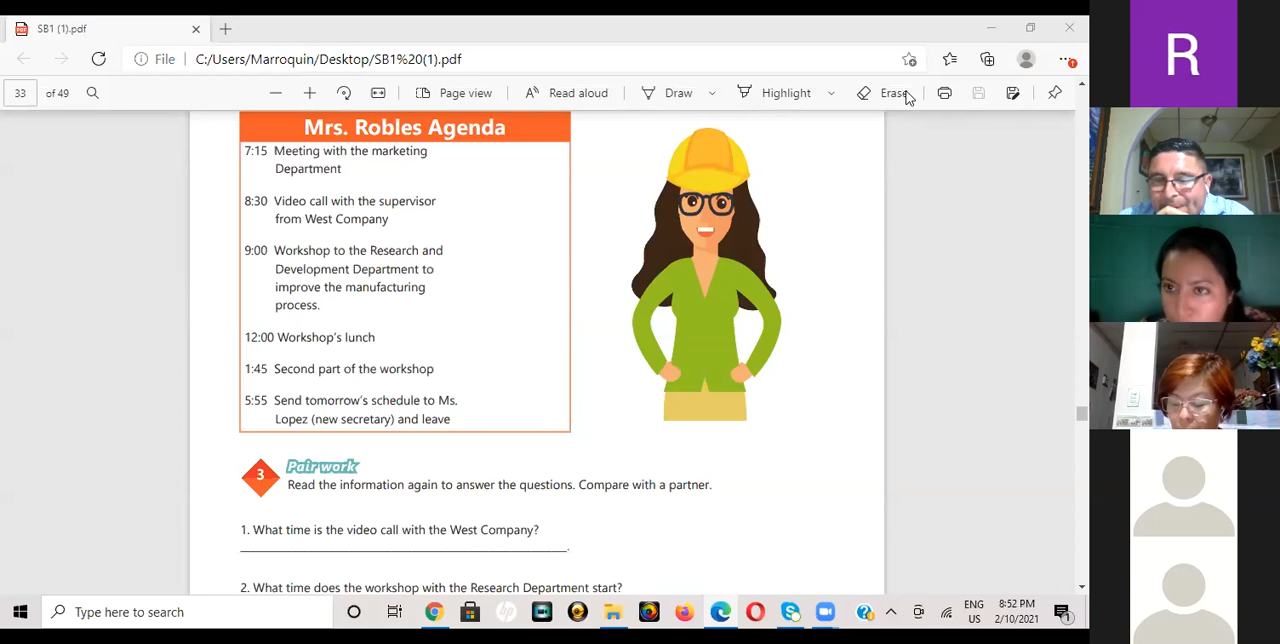 SB1 (1).pdf
File
C:/Users/Marroquin/Desktop/SB1%20(1).pdf
33 of 49
Page view
Read aloud
Draw
Highlight
Erase
R
Mrs. Robles Agenda
7:15 Meeting with the marketing
Department
8:30 Video call with the supervisor
from West Company
9:00 Workshop to the Research and
Development Department to
improve the manufacturing
process.
12:00 Workshop's lunch
1:45 Second part of the workshop
5:55 Send tomorrow's schedule to Ms.
Lopez (new secretary) and leave
3 Pair work
Read the information again to answer the questions. Compare with a partner.
1. What time is the video call with the West Company?
2. What time does the workshop with the Research Department start?
Type here to search
ENG
US
8:52 PM
2/10/2021